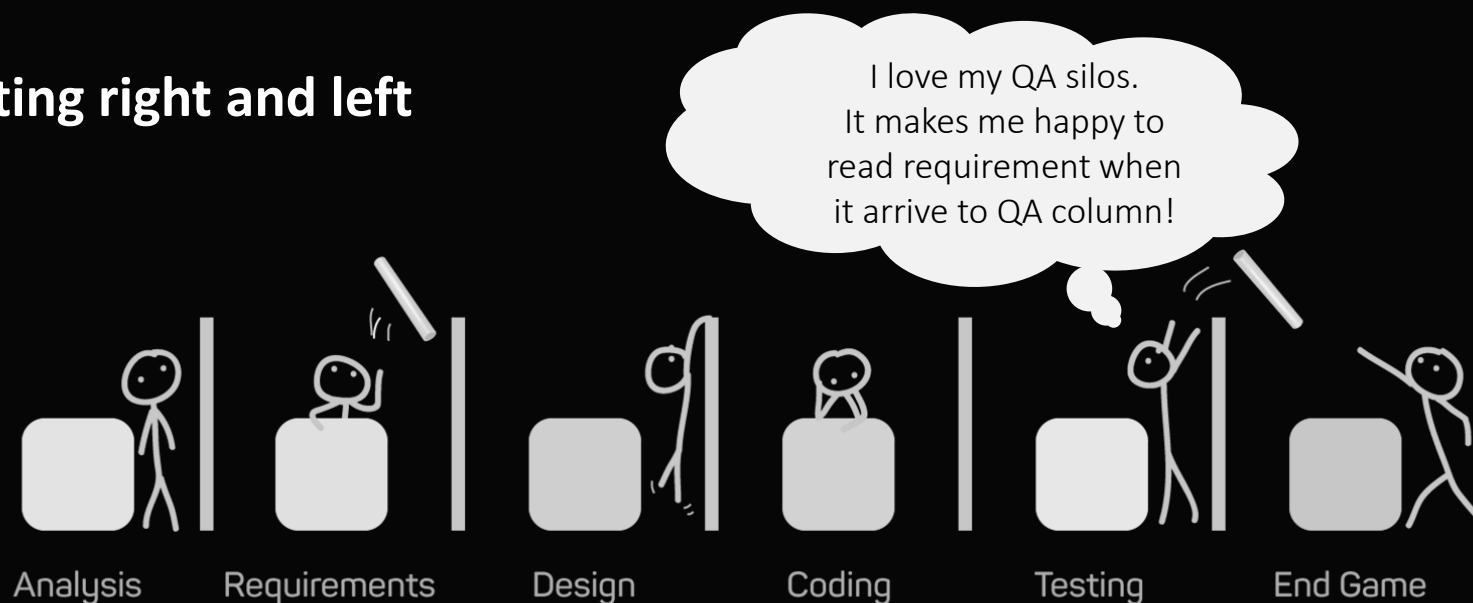 ting right and left
I love my QA silos.
It makes me happy to
read requirement when
it arrive to QA column!
Analysis Requirements Design Coding Testing End Game